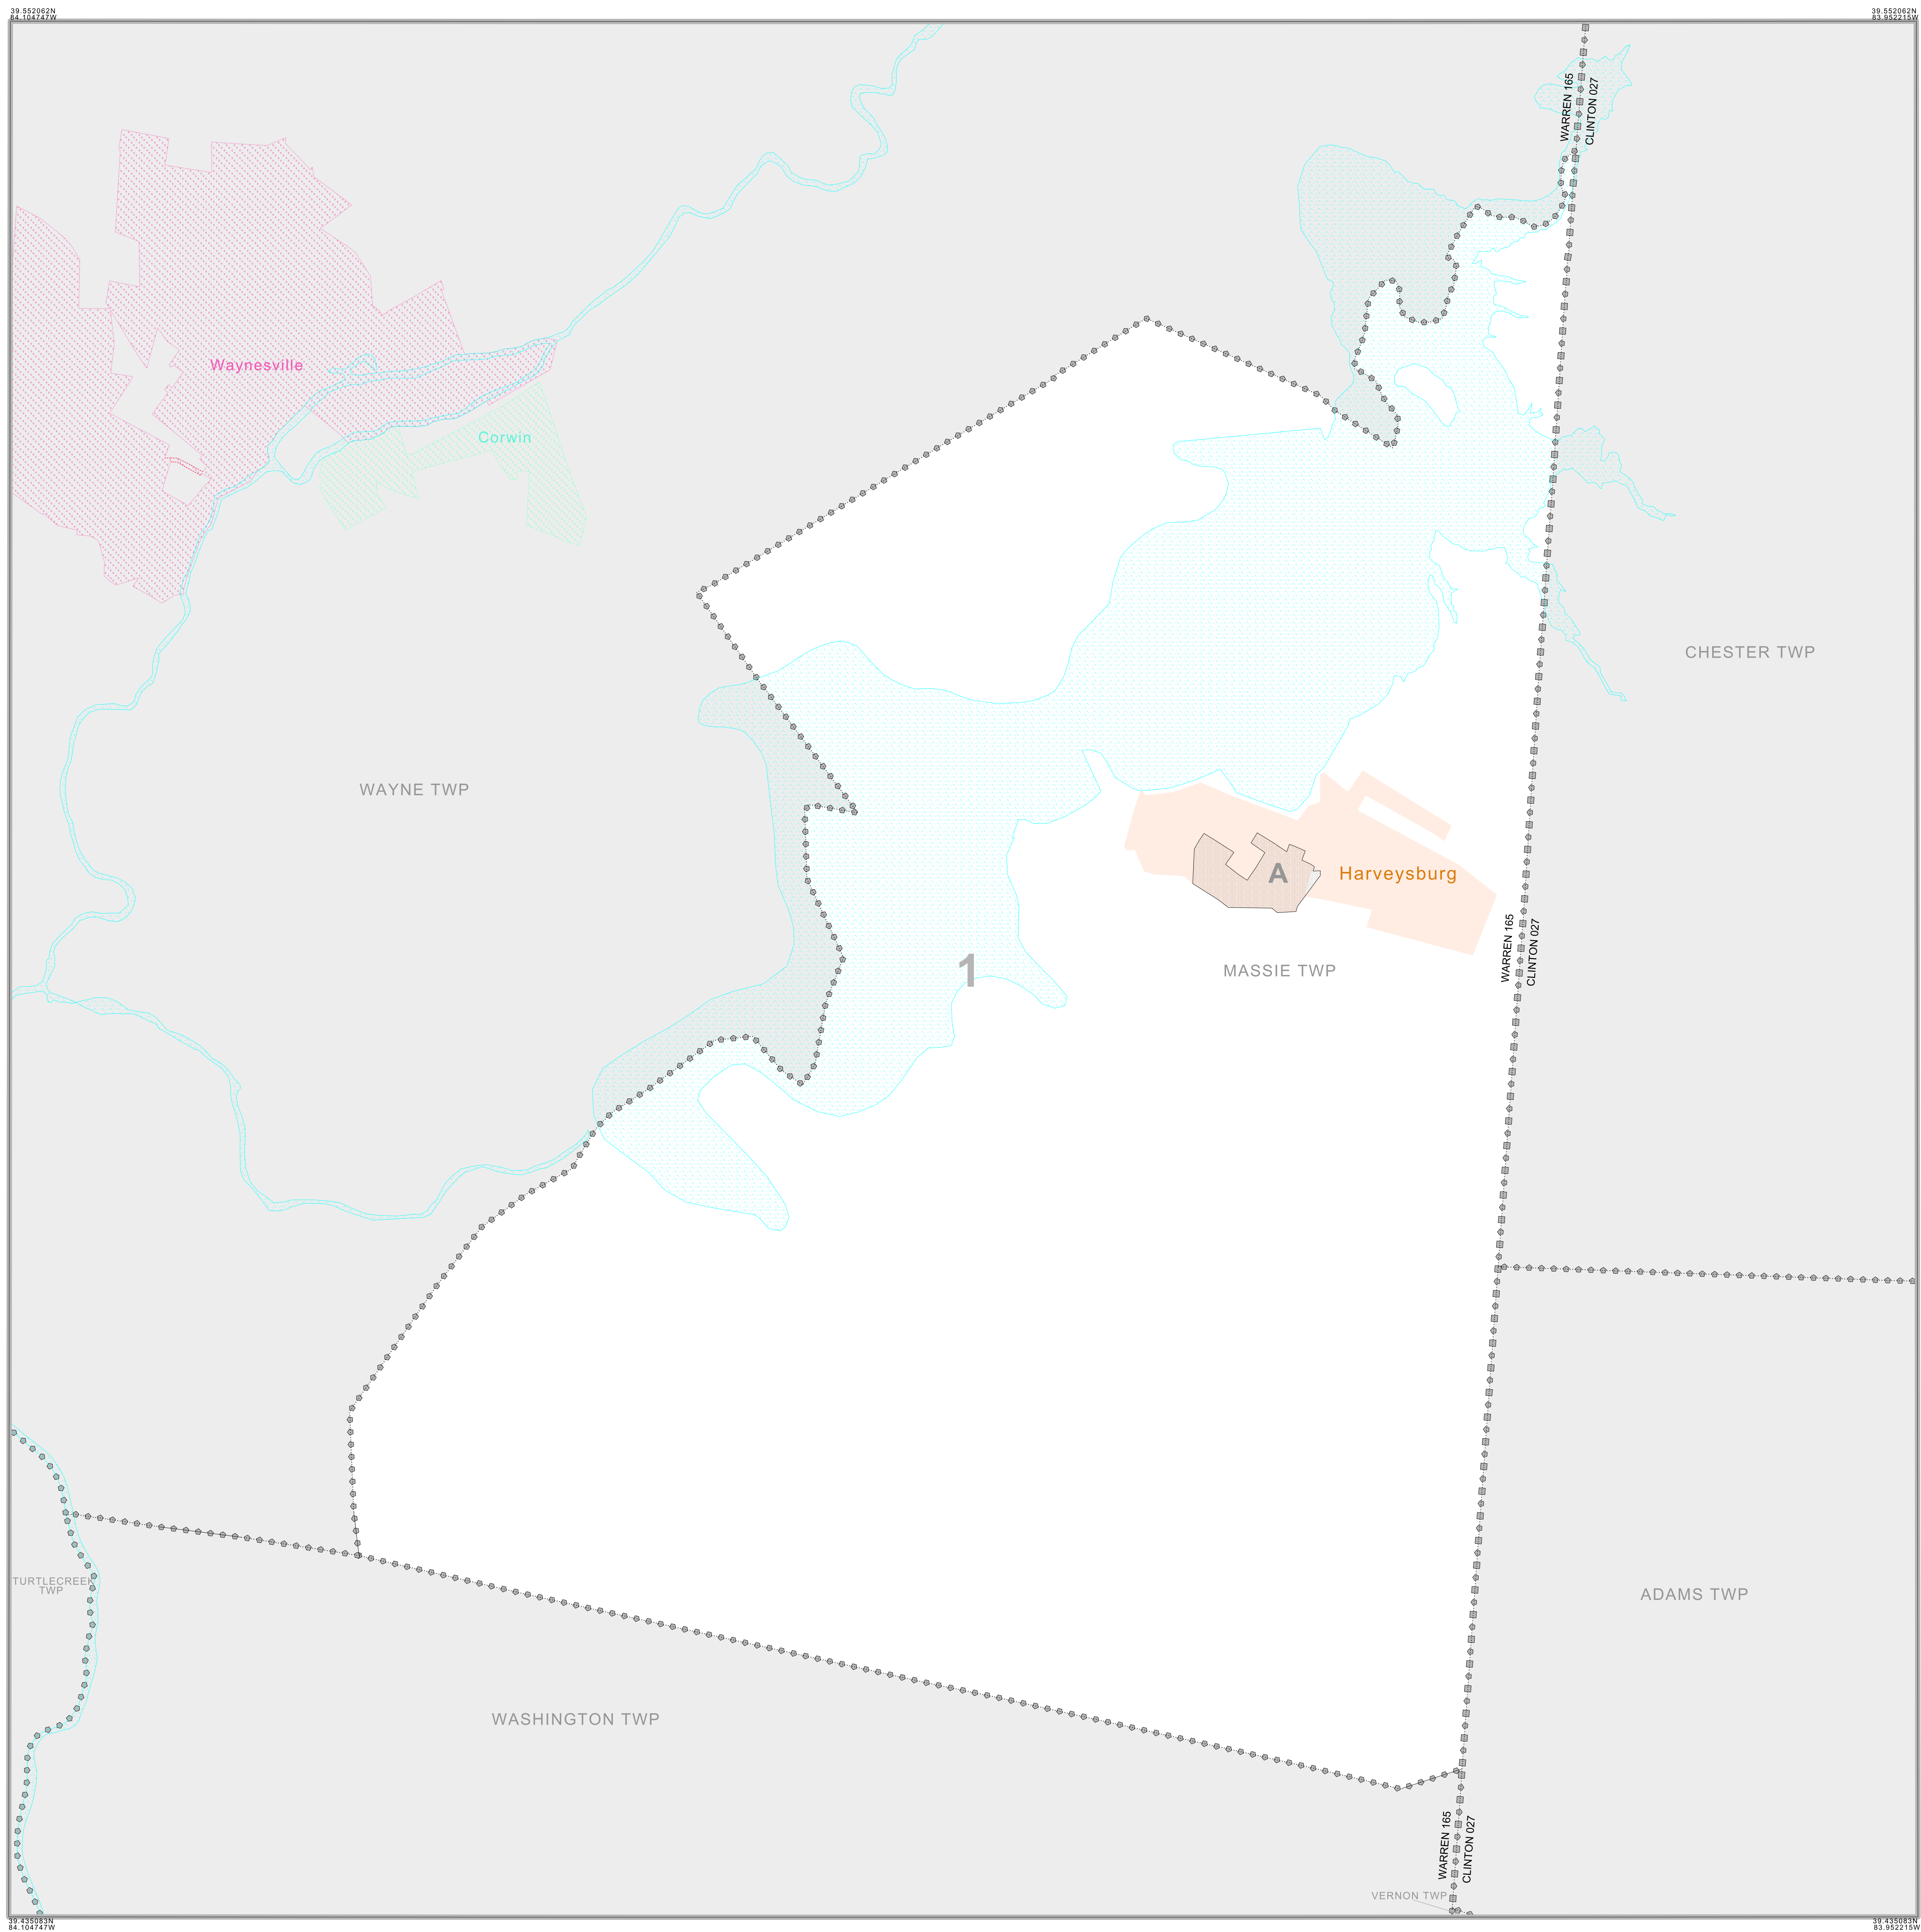 39.552062N
84.104747W
39.552062N
83.952215W
WARREN 165
CLINTON 027
Waynesville
Corwin
CHESTER TWP
WAYNE TWP
A
Harveysburg
WARREN 165
CLINTON 027
1
MASSIE TWP
TURTLECREEK
TWP
ADAMS TWP
WASHINGTON TWP
WARREN 165
CLINTON 027
VERNON TWP
39.435083N
84.104747W
39.435083N
83.952215W